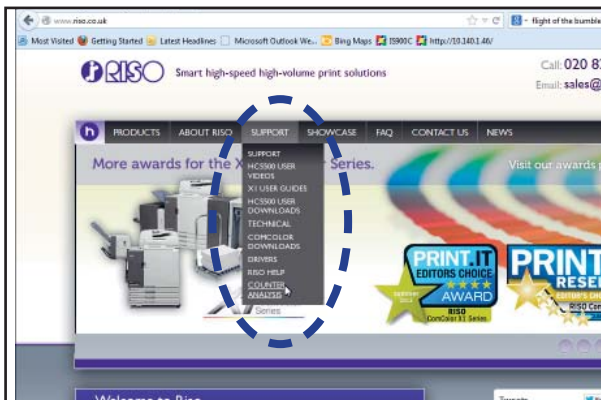 www.riso.co.uk
flight of the bumble
Most Visited Getting Started Latest Headlines Microsoft Outlook We... Bing Maps IS900C http://10.140.1.46/
RISO Smart high-speed high-volume print solutions
Call: 020 8
Email: sales@
h PRODUCTS ABOUT RISO SUPPORT SHOWCASE FAQ CONTACT US NEWS
More awards for the X Series.
Visit our awards
SUPPORT
HC5500 USER
VIDEOS
X1 USER GUIDES
HC5500 USER
DOWNLOADS
TECHNICAL
COMCOLOR
DOWNLOADS
DRIVERS
RISO HELP
COUNTER
ANALYSIS
Series
PRINT.IT
EDITORS CHOICE
AWARD
RISO
ComColor X1 Series
PRINT
RESE
EDITOR'S CHO
RISO Com
Welcome to Riso
Tweets